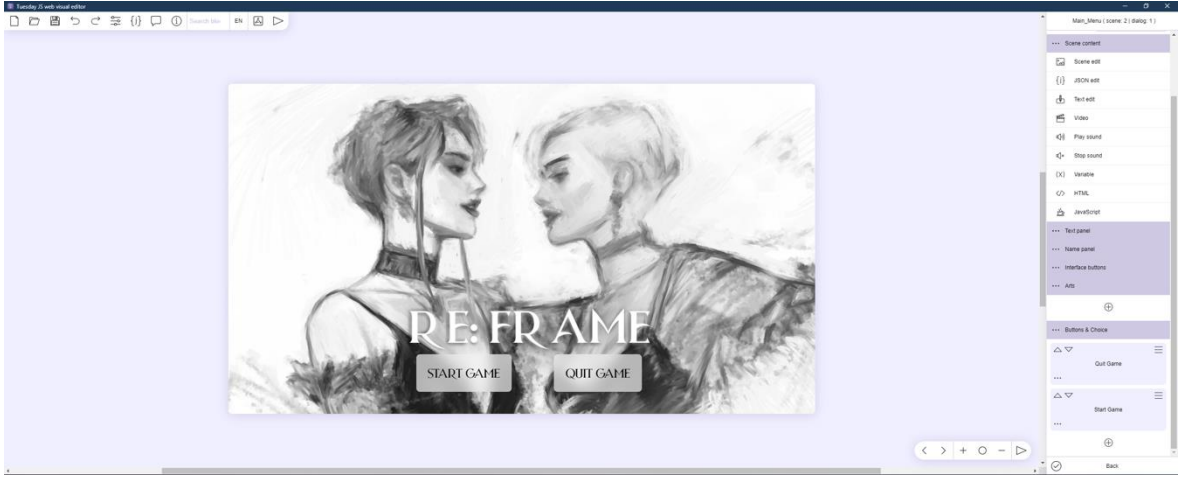 Tuesday JS web visual editor
Search Me
EN
Main_Menu ( scene: 2 | dialog: 1 )
Scene content
Scene edit
JSON edit
Text edit
Video
Play sound
Stop sound
(X) Variable
HTML
JavaScript
Text panel
Name panel
Interface buttons
Arts
Buttons & Choice
Quit Game
Start Game
Back
RE:FRAME
START GAME
QUIT GAME